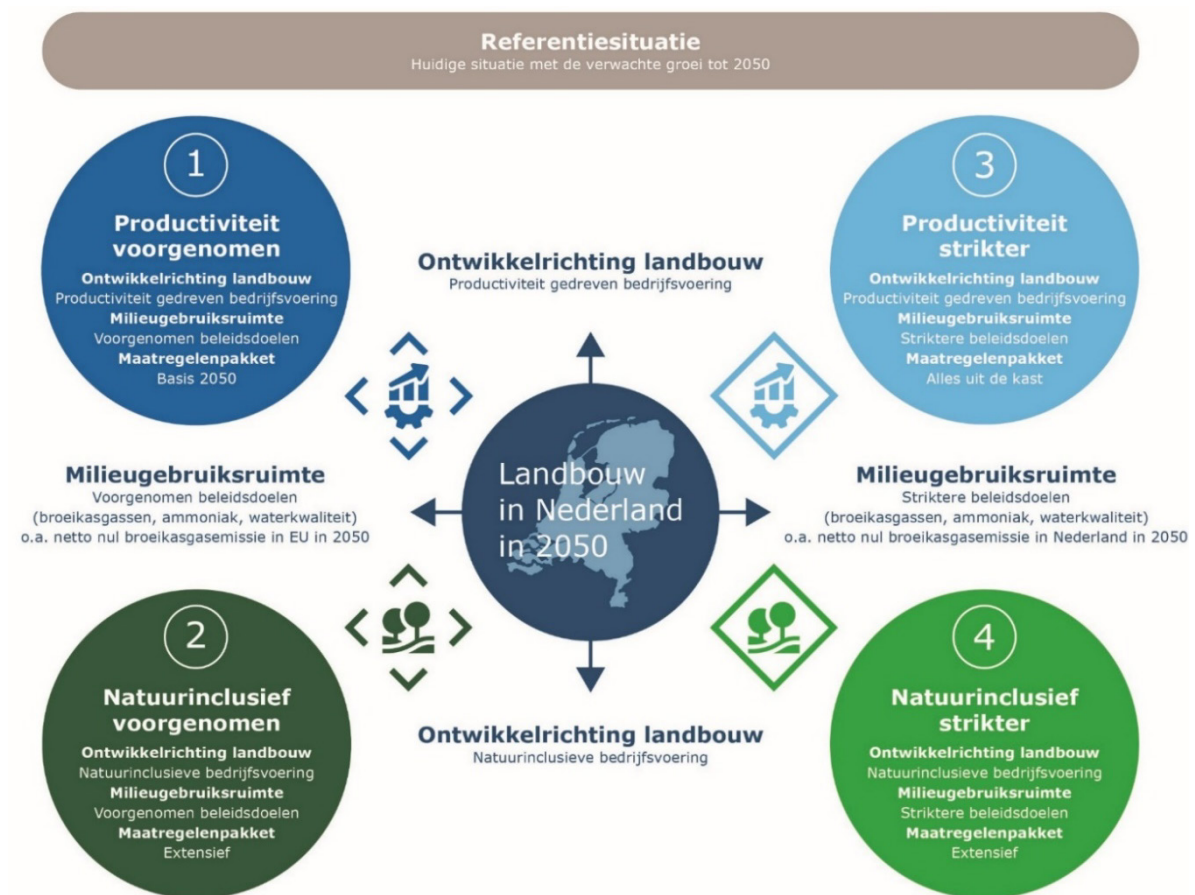 Referentiesituatie
Huidige situatie met de verwachte groei tot 2050
1
Productiviteit
voorgenomen
Ontwikkelrichting landbouw
Productiviteit gedreven bedrijfsvoering
Milieugebruiksruimte
Voorgenomen beleidsdoelen
Maatregelenpakket
Basis 2050
Ontwikkelrichting landbouw
Productiviteit gedreven bedrijfsvoering
3
Productiviteit
strikter
Ontwikkelrichting landbouw
Productiviteit gedreven bedrijfsvoering
Milieugebruiksruimte
Striktere beleidsdoelen
Maatregelenpakket
Alles uit de kast
Milieugebruiksruimte
Voorgenomen beleidsdoelen
(broeikasgassen, ammoniak, waterkwaliteit)
o.a. netto nul broeikasgasemissie in EU in 2050
Landbouw
in Nederland
in 2050
Milieugebruiksruimte
Striktere beleidsdoelen
(broeikasgassen, ammoniak, waterkwaliteit)
o.a. netto nul broeikasgasemissie in Nederland in 2050
2
Natuurinclusief
voorgenomen
Ontwikkelrichting landbouw
Natuurinclusieve bedrijfsvoering
Milieugebruiksruimte
Voorgenomen beleidsdoelen
Maatregelenpakket
Extensief
Ontwikkelrichting landbouw
Natuurinclusieve bedrijfsvoering
4
Natuurinclusief
strikter
Ontwikkelrichting landbouw
Natuurinclusieve bedrijfsvoering
Milieugebruiksruimte
Striktere beleidsdoelen
Maatregelenpakket
Extensief